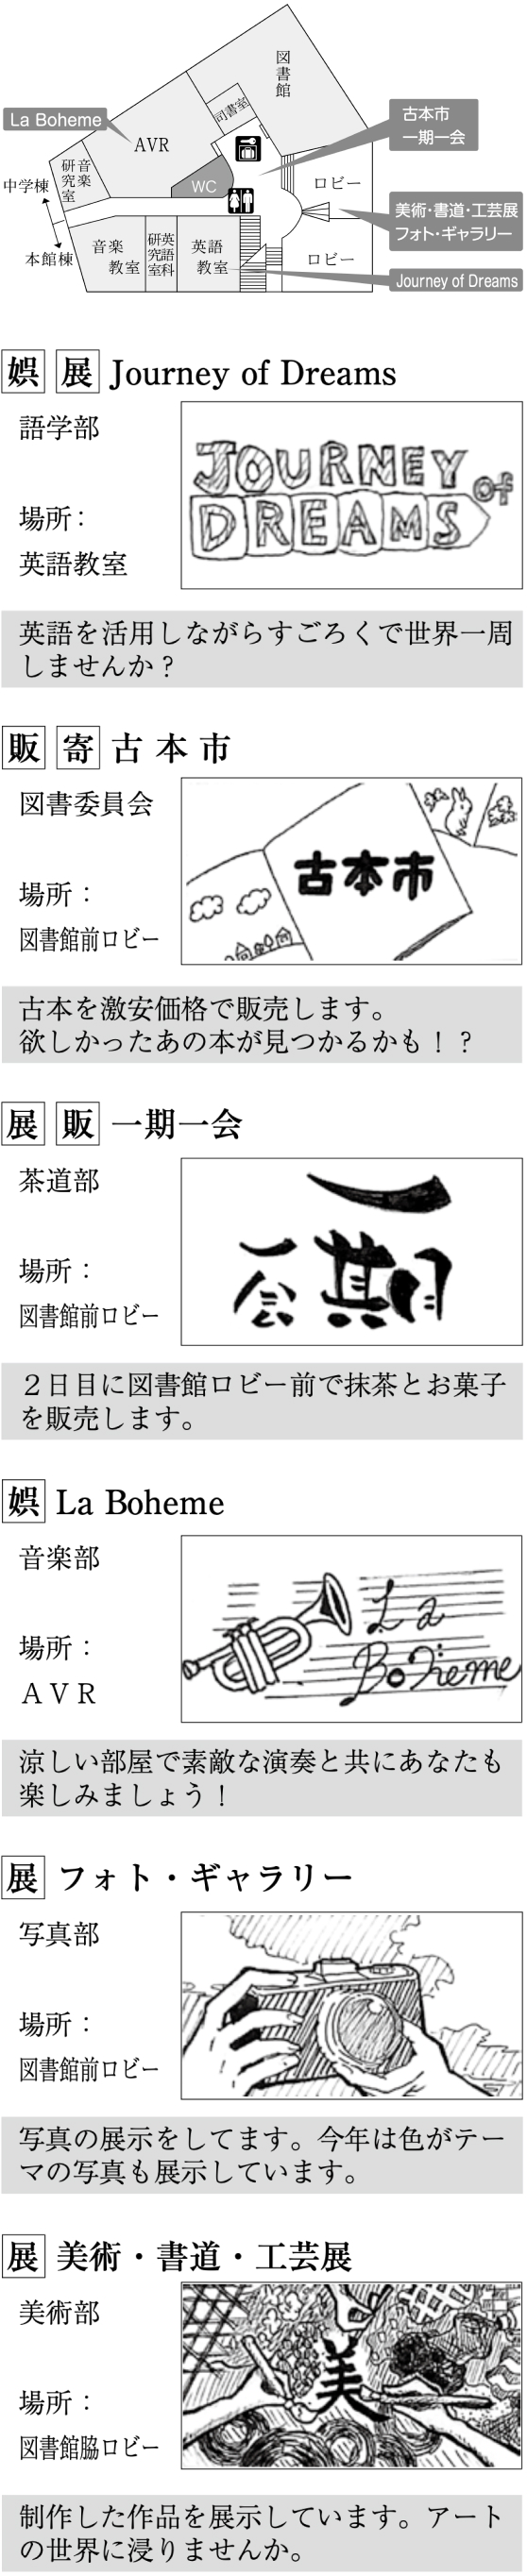 図書館
司書室
古本市
一期一会
La Boheme
AVR
音楽
研究室
WC
ロビー
中学棟
美術・書道・工芸展
フォト・ギャラリー
本館棟
音楽
教室
英語科
研究室
英語
教室
ロビー
Journey of Dreams
娯 展 Journey of Dreams
語学部
場所：
英語教室
JOURNEY of
DREAMS
英語を活用しながらすごろくで世界一周
しませんか？
販 寄 古本市
図書委員会
場所：
図書館前ロビー
古本市
古本を激安価格で販売します。
欲しかったあの本が見つかるかも！？
展 販 一期一会
茶道部
場所：
図書館前ロビー
一期
一会
２日目に図書館ロビー前で抹茶とお菓子
を販売します。
娯 La Boheme
音楽部
場所：
ＡＶＲ
La
Boheme
涼しい部屋で素敵な演奏と共にあなたも
楽しみましょう！
展 フォト・ギャラリー
写真部
場所：
図書館前ロビー
写真の展示をしてます。今年は色がテー
マの写真も展示しています。
展 美術・書道・工芸展
美術部
場所：
図書館脇ロビー
美
制作した作品を展示しています。アート
の世界に浸りませんか。